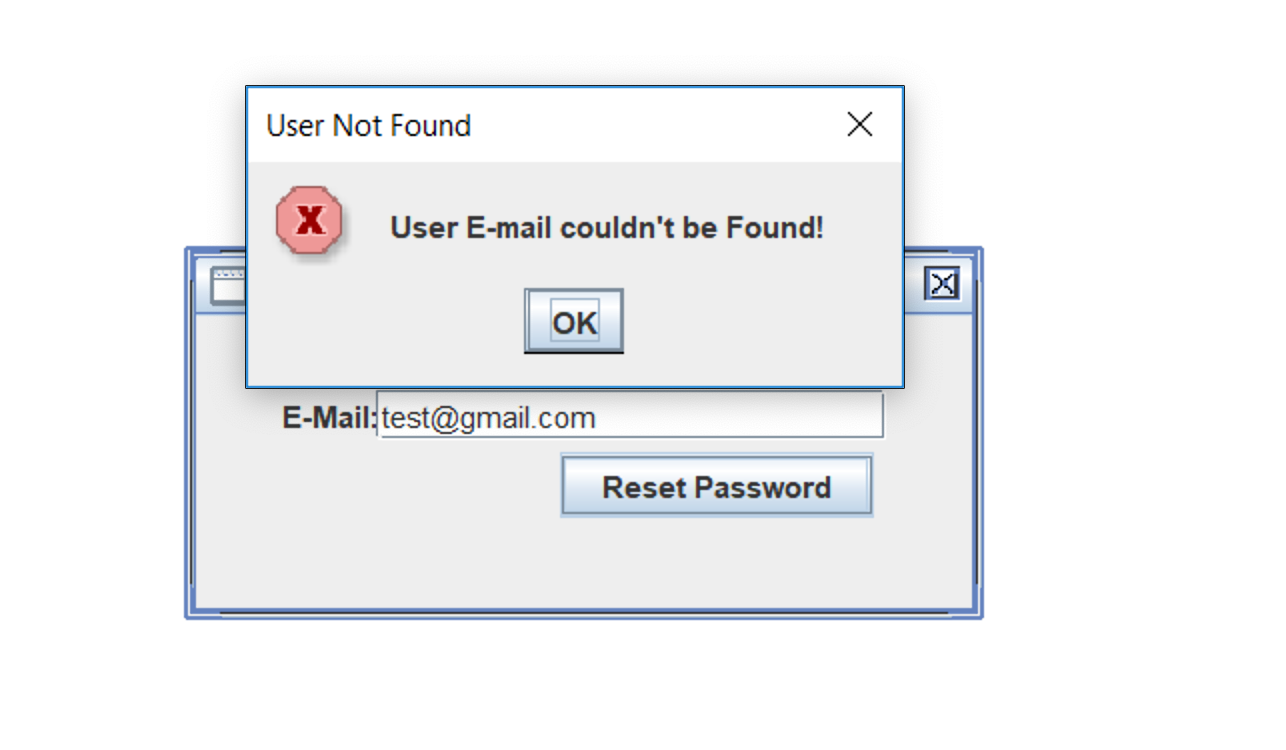 User Not Found
User E-mail couldn't be Found!
OK
E-Mail: test@gmail.com
Reset Password